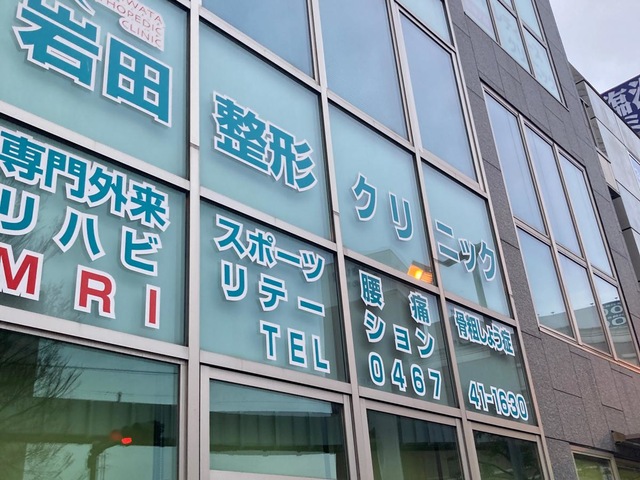 IWATA
ORTHOPEDIC
CLINIC
岩田 整形 クリニック
専門外来 スポーツ 腰痛 骨粗しょう症
リハビリテーション
MRI TEL 0467 41-1630